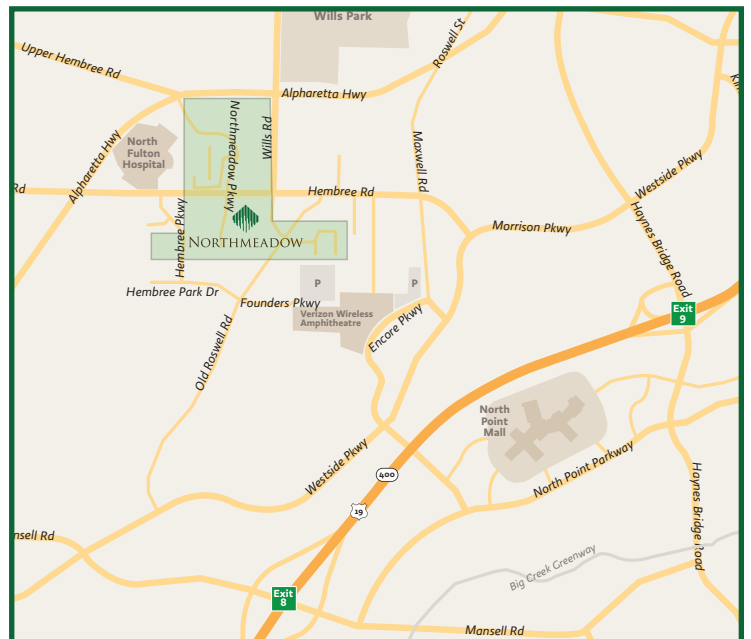 Wills Park
Roswell St
Upper Hembree Rd
Alpharetta Hwy
Northmeadow Pkwy
Wills Rd
North
Fulton
Hospital
Alpharetta Hwy
Maxwell Rd
Westside Pkwy
Rd
Hembree Rd
Hembree Pkwy
NORTHMEADOW
Morrison Pkwy
Haynes Bridge Road
Hembree Park Dr
P
P
Founders Pkwy
Verizon Wireless
Amphitheatre
Encore Pkwy
Exit
9
Old Roswell Rd
North
Point
Mall
Westside Pkwy
400
19
North Point Parkway
Haynes Bridge Road
nsell Rd
Big Creek Greenway
Exit
8
Mansell Rd